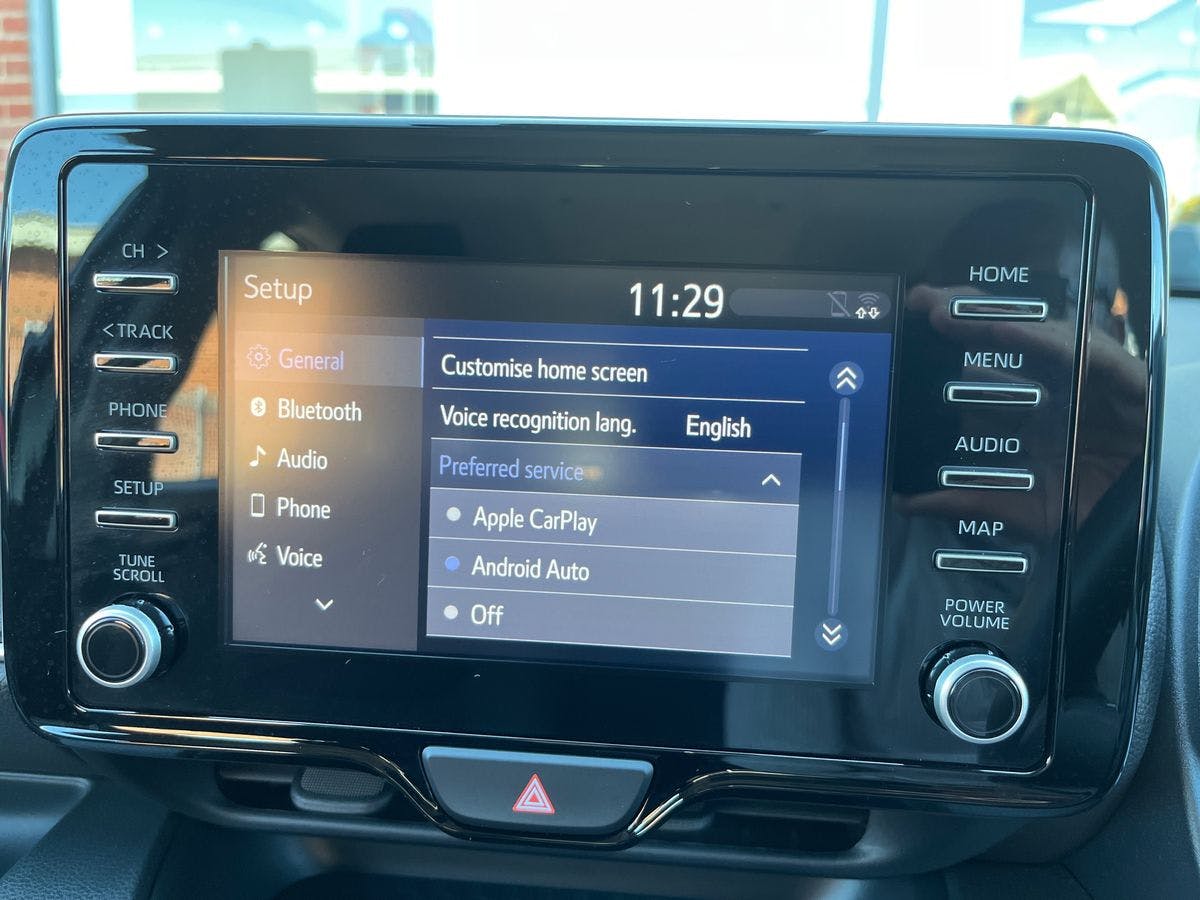 CH >
< TRACK
PHONE
SETUP
TUNE
SCROLL
Setup
11:29
General
Bluetooth
Audio
Phone
Voice
Customise home screen
Voice recognition lang. English
Preferred service
Apple CarPlay
Android Auto
Off
HOME
MENU
AUDIO
MAP
POWER
VOLUME